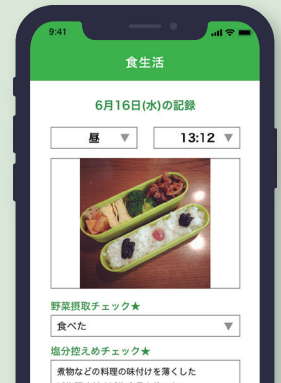 9:41
食生活
6月16日(水)の記録
昼 ▼ 13:12 ▼
野菜摂取チェック★
食べた ▼
塩分控えめチェック★
煮物などの料理の味付けを薄くした